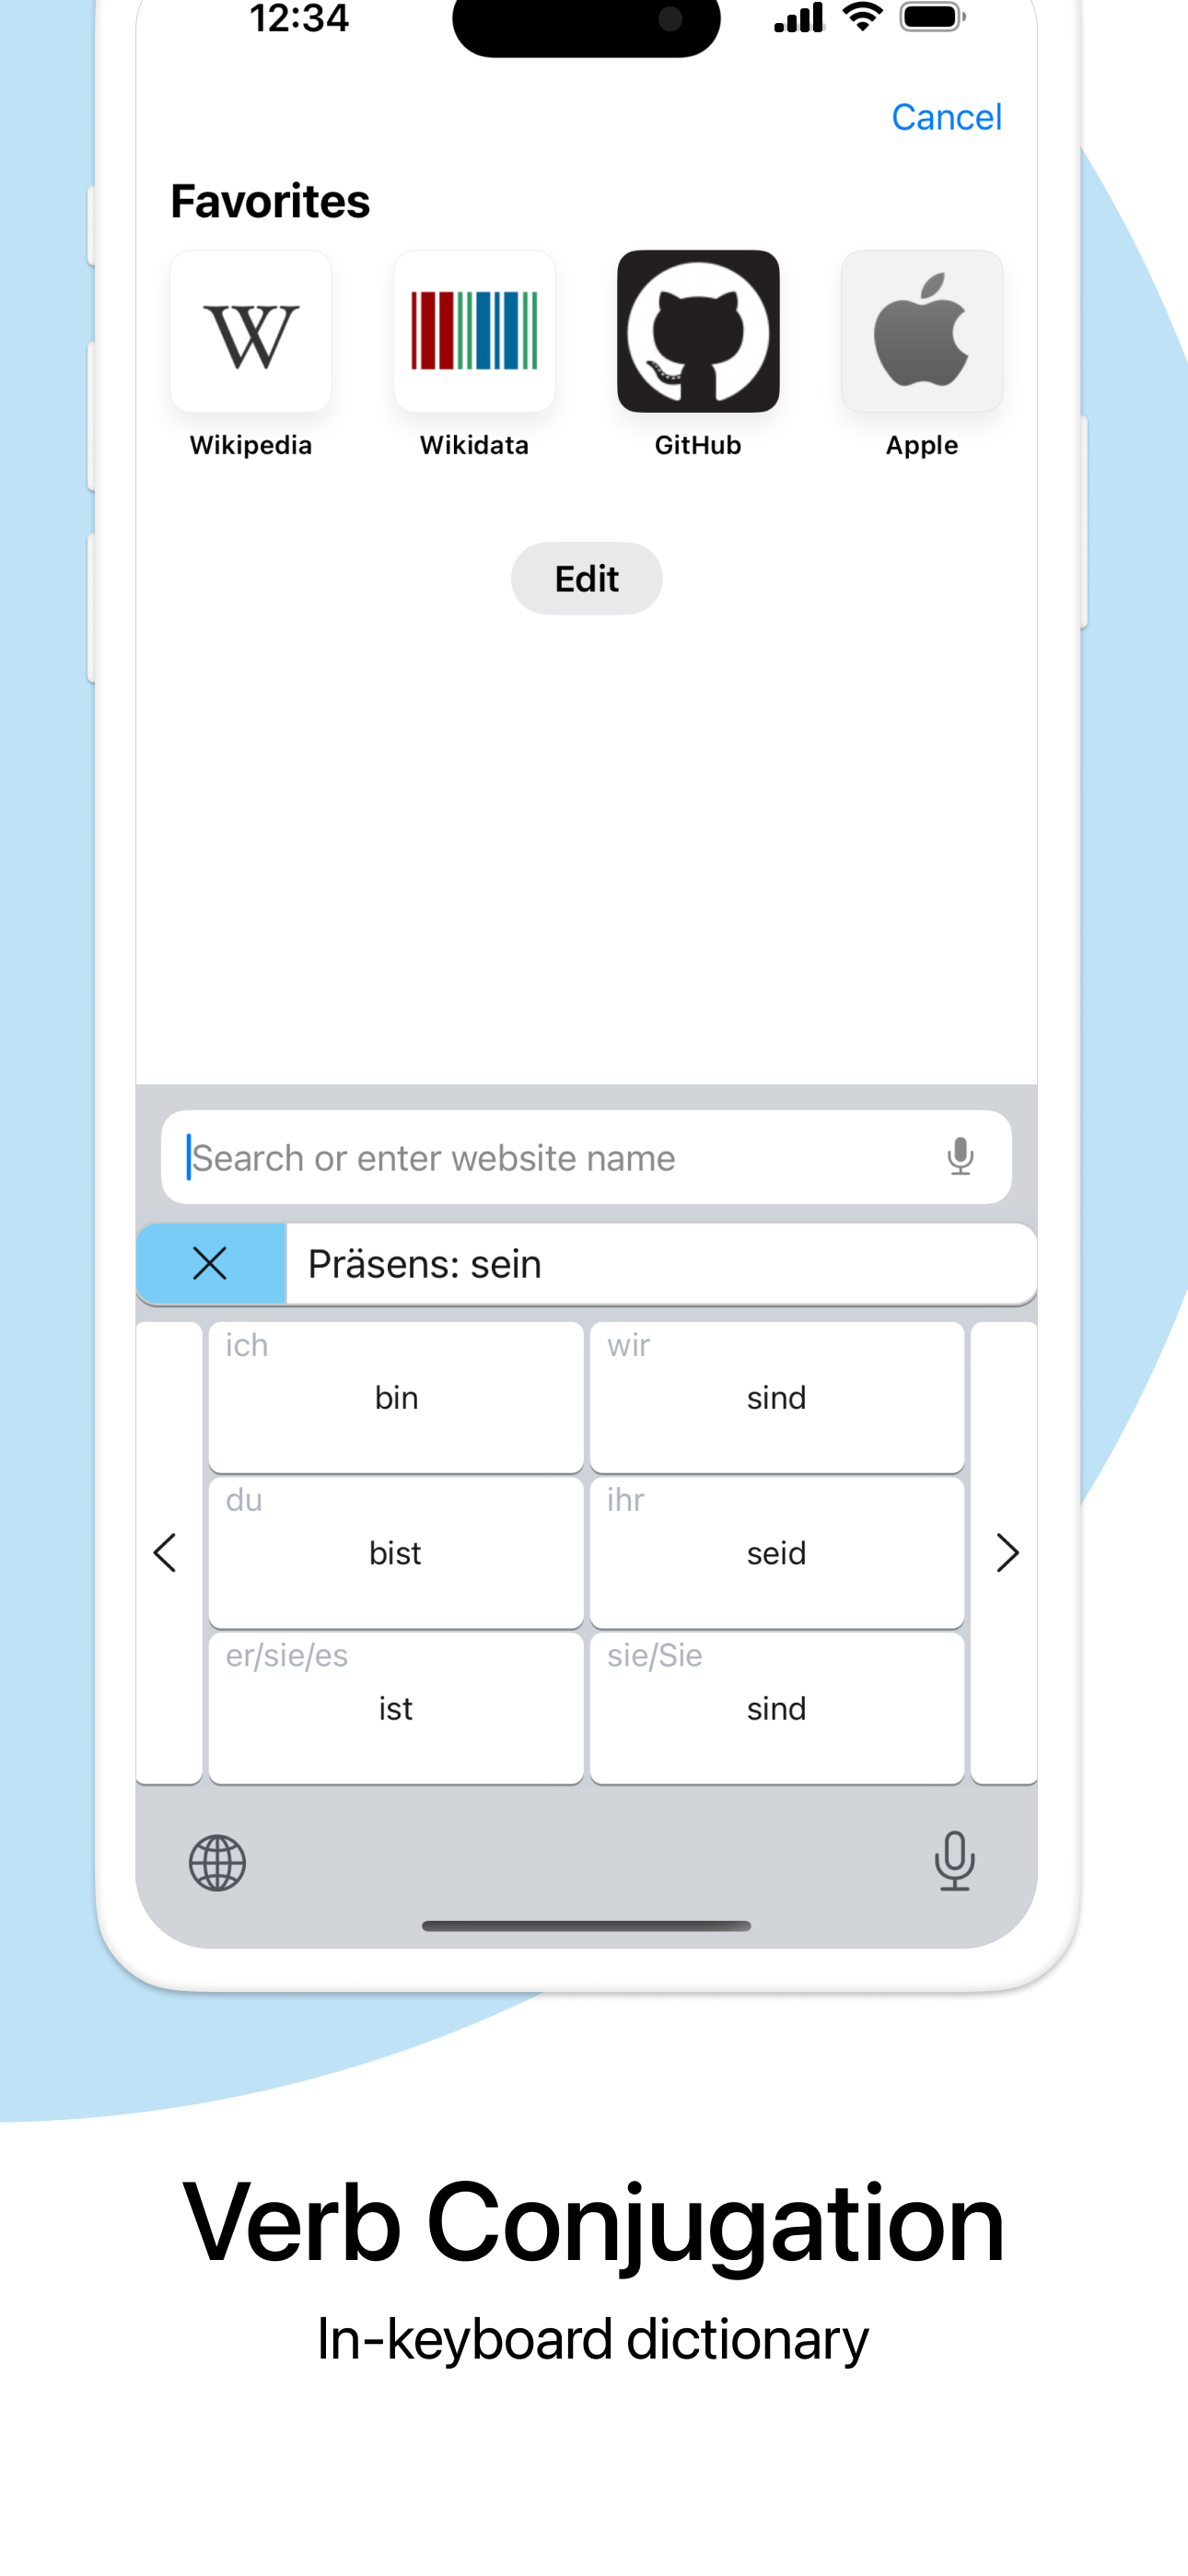 12:34
Cancel
Favorites
W
Wikipedia Wikidata GitHub Apple
Edit
Search or enter website name
Präsens: sein
ich wir
bin sind
du ihr
bist seid
er/sie/es sie/Sie
ist sind
Verb Conjugation
In-keyboard dictionary